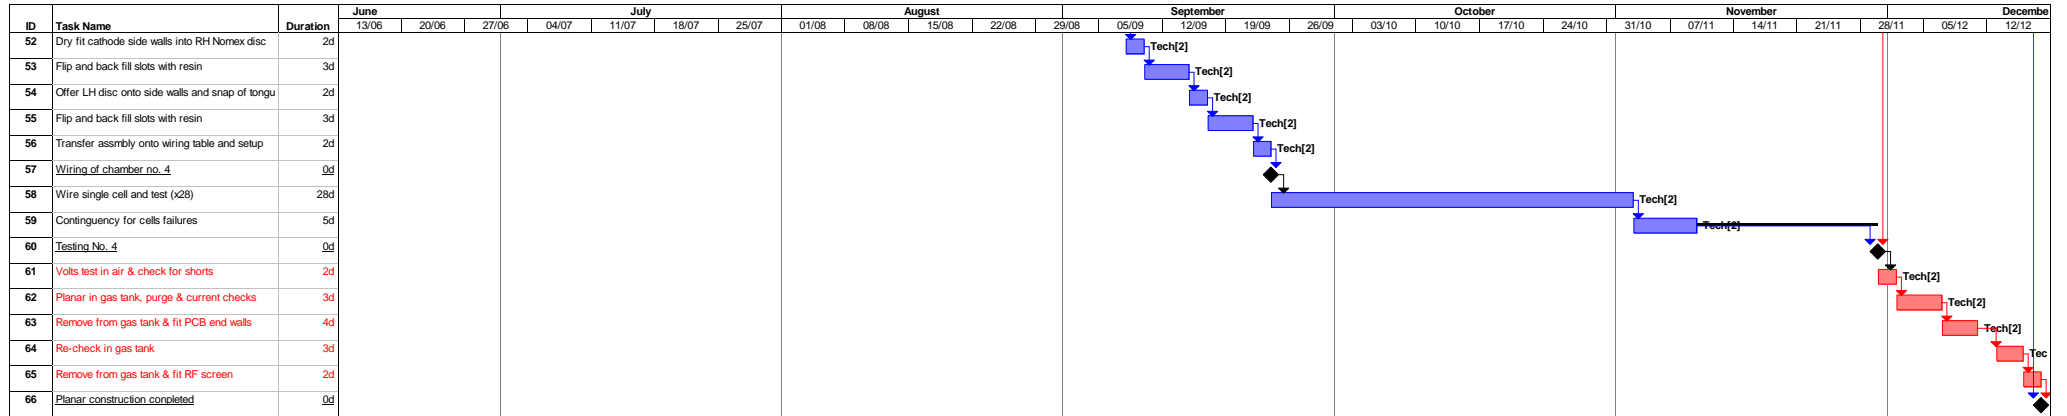 June July August September October November Decembe
ID Task Name Duration 13/06 20/06 27/06 04/07 11/07 18/07 25/07 01/08 08/08 15/08 22/08 29/08 05/09 12/09 19/09 26/09 03/10 10/10 17/10 24/10 31/10 07/11 14/11 21/11 28/11 05/12 12/12
52 Dry fit cathode side walls into RH Nomex disc 2d Tech[2]
53 Flip and back fill slots with resin 3d Tech[2]
54 Offer LH disc onto side walls and snap of tongu 2d Tech[2]
55 Flip and back fill slots with resin 3d Tech[2]
56 Transfer assmbly onto wiring table and setup 2d Tech[2]
57 Wiring of chamber no. 4 0d
58 Wire single cell and test (x28) 28d Tech[2]
59 Continguency for cells failures 5d Tech[2]
60 Testing No. 4 0d
61 Volts test in air & check for shorts 2d Tech[2]
62 Planar in gas tank, purge & current checks 3d Tech[2]
63 Remove from gas tank & fit PCB end walls 4d Tech[2]
64 Re-check in gas tank 3d Tec
65 Remove from gas tank & fit RF screen 2d
66 Planar construction conpleted 0d